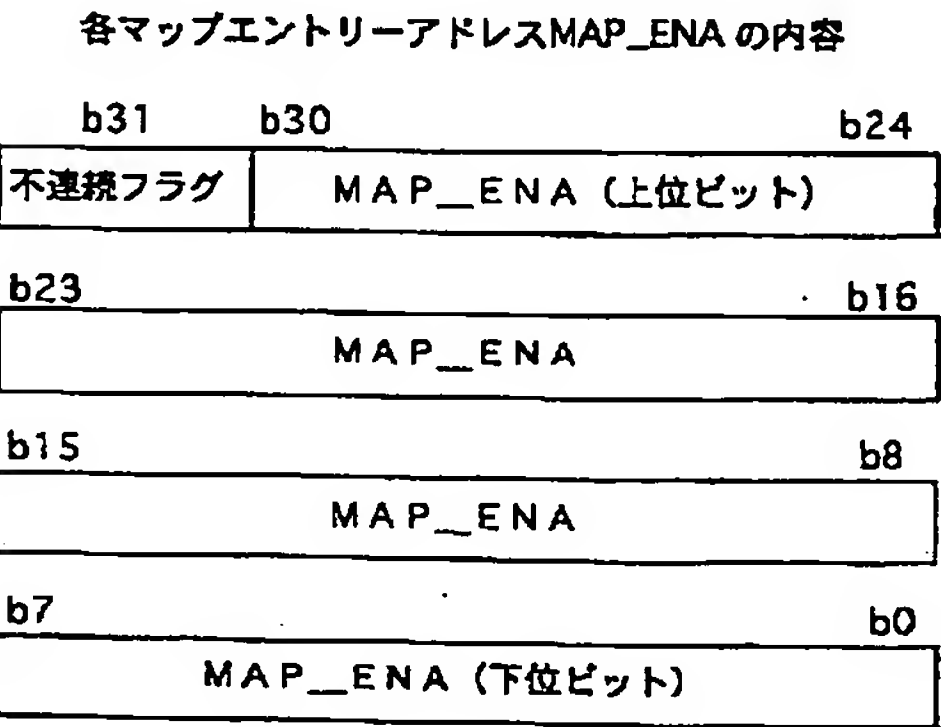 各マップエントリーアドレスMAP_ENA の内容
b31 b30 b24
不連続フラグ MAP_ENA (上位ビット)
b23 b16
MAP_ENA
b15 b8
MAP_ENA
b7 b0
MAP_ENA (下位ビット)